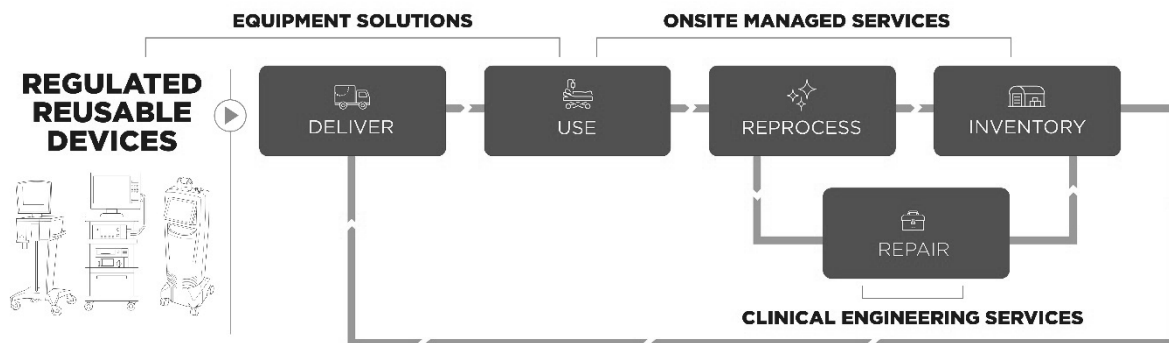 EQUIPMENT SOLUTIONS
ONSITE MANAGED SERVICES
REGULATED
REUSABLE
DEVICES
DELIVER
USE
REPROCESS
INVENTORY
REPAIR
CLINICAL ENGINEERING SERVICES